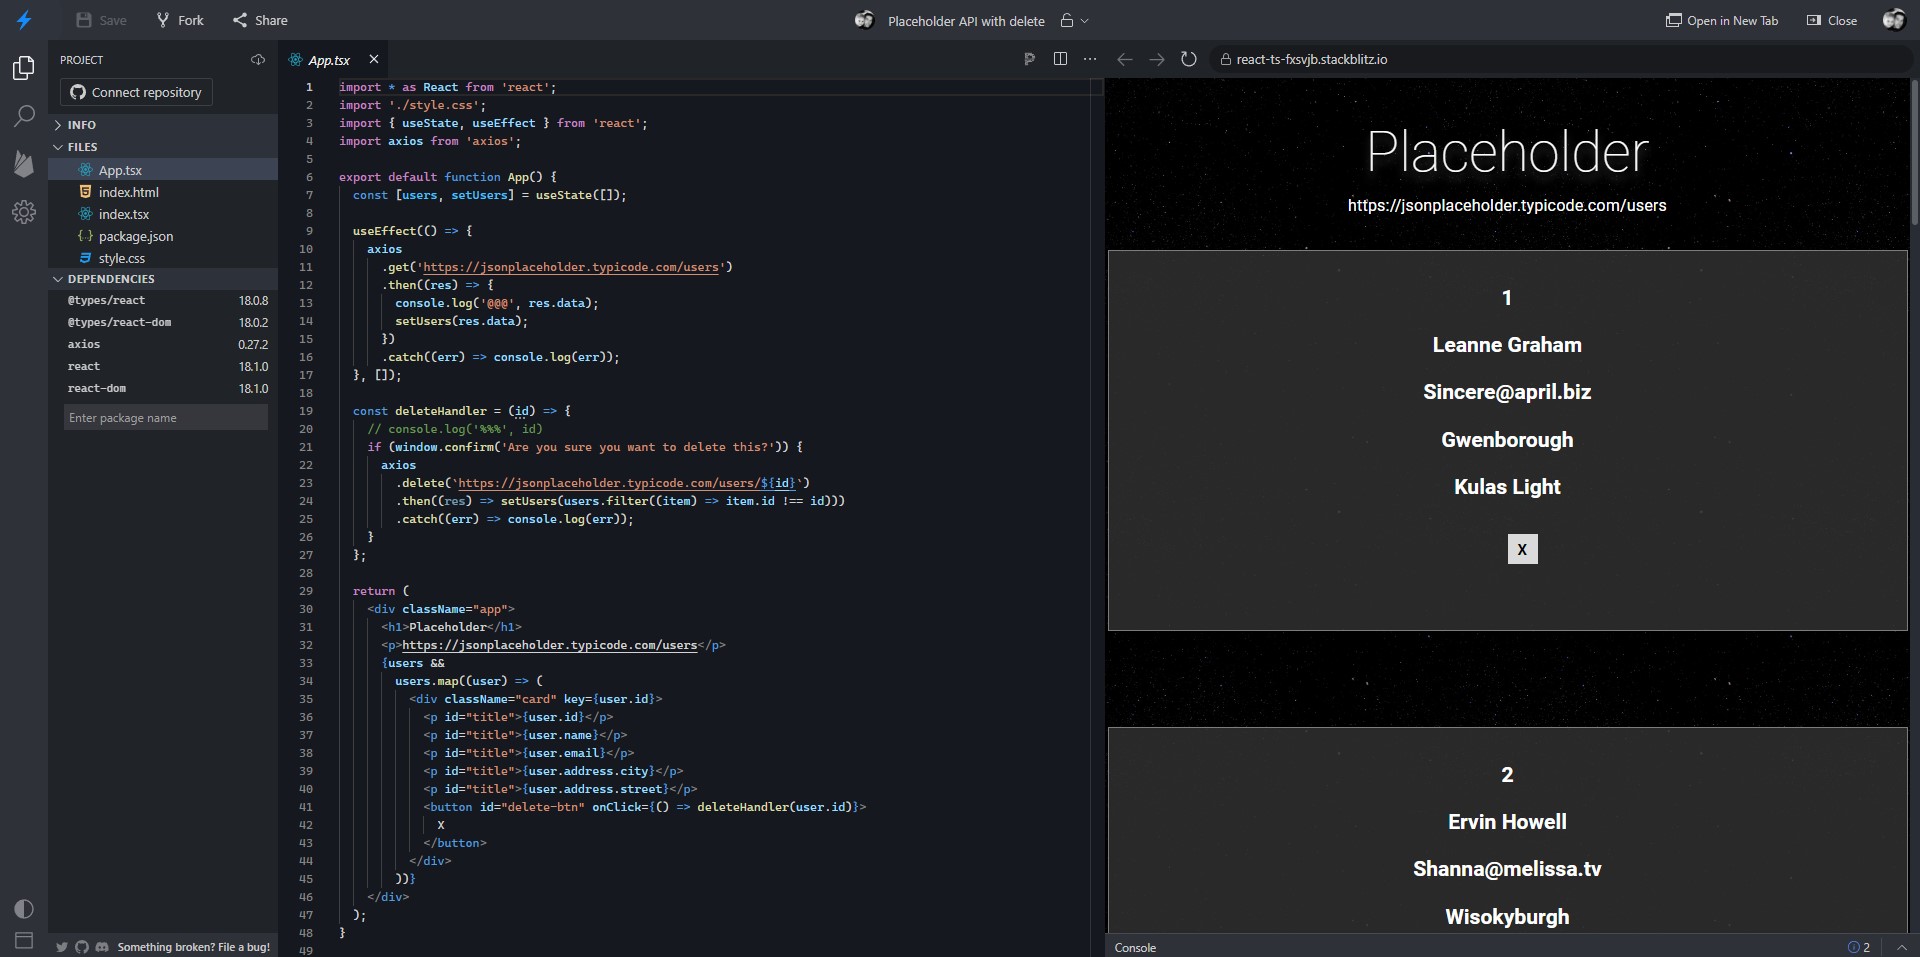 Save Fork Share
Placeholder API with delete
Open in New Tab Close
PROJECT
Connect repository
INFO
FILES
App.tsx
index.html
index.tsx
package.json
style.css
DEPENDENCIES
@types/react 18.0.8
@types/react-dom 18.0.2
axios 0.27.2
react 18.1.0
react-dom 18.1.0
Enter package name
Something broken? File a bug!
App.tsx
1 import * as React from 'react';
2 import './style.css';
3 import { useState, useEffect } from 'react';
4 import axios from 'axios';
5
6 export default function App() {
7 const [users, setUsers] = useState([]);
8
9 useEffect(() => {
10 axios
11 .get('https://jsonplaceholder.typicode.com/users')
12 .then((res) => {
13 console.log('@@@', res.data);
14 setUsers(res.data);
15 })
16 .catch((err) => console.log(err));
17 }, []);
18
19 const deleteHandler = (id) => {
20 // console.log('%%%', id)
21 if (window.confirm('Are you sure you want to delete this?')) {
22 axios
23 .delete(`https://jsonplaceholder.typicode.com/users/${id}`)
24 .then((res) => setUsers(users.filter((item) => item.id !== id)))
25 .catch((err) => console.log(err));
26 }
27 };
28
29 return (
30 <div className="app">
31 <h1>Placeholder</h1>
32 <p>https://jsonplaceholder.typicode.com/users</p>
33 {users &&
34 users.map((user) => (
35 <div className="card" key={user.id}>
36 <p id="title">{user.id}</p>
37 <p id="title">{user.name}</p>
38 <p id="title">{user.email}</p>
39 <p id="title">{user.address.city}</p>
40 <p id="title">{user.address.street}</p>
41 <button id="delete-btn" onClick={() => deleteHandler(user.id)}>
42 X
43 </button>
44 </div>
45 ))}
46 </div>
47 );
48 }
49
react-ts-fxsvjb.stackblitz.io
Placeholder
https://jsonplaceholder.typicode.com/users
1
Leanne Graham
Sincere@april.biz
Gwenborough
Kulas Light
X
2
Ervin Howell
Shanna@melissa.tv
Wisokyburgh
Console 2